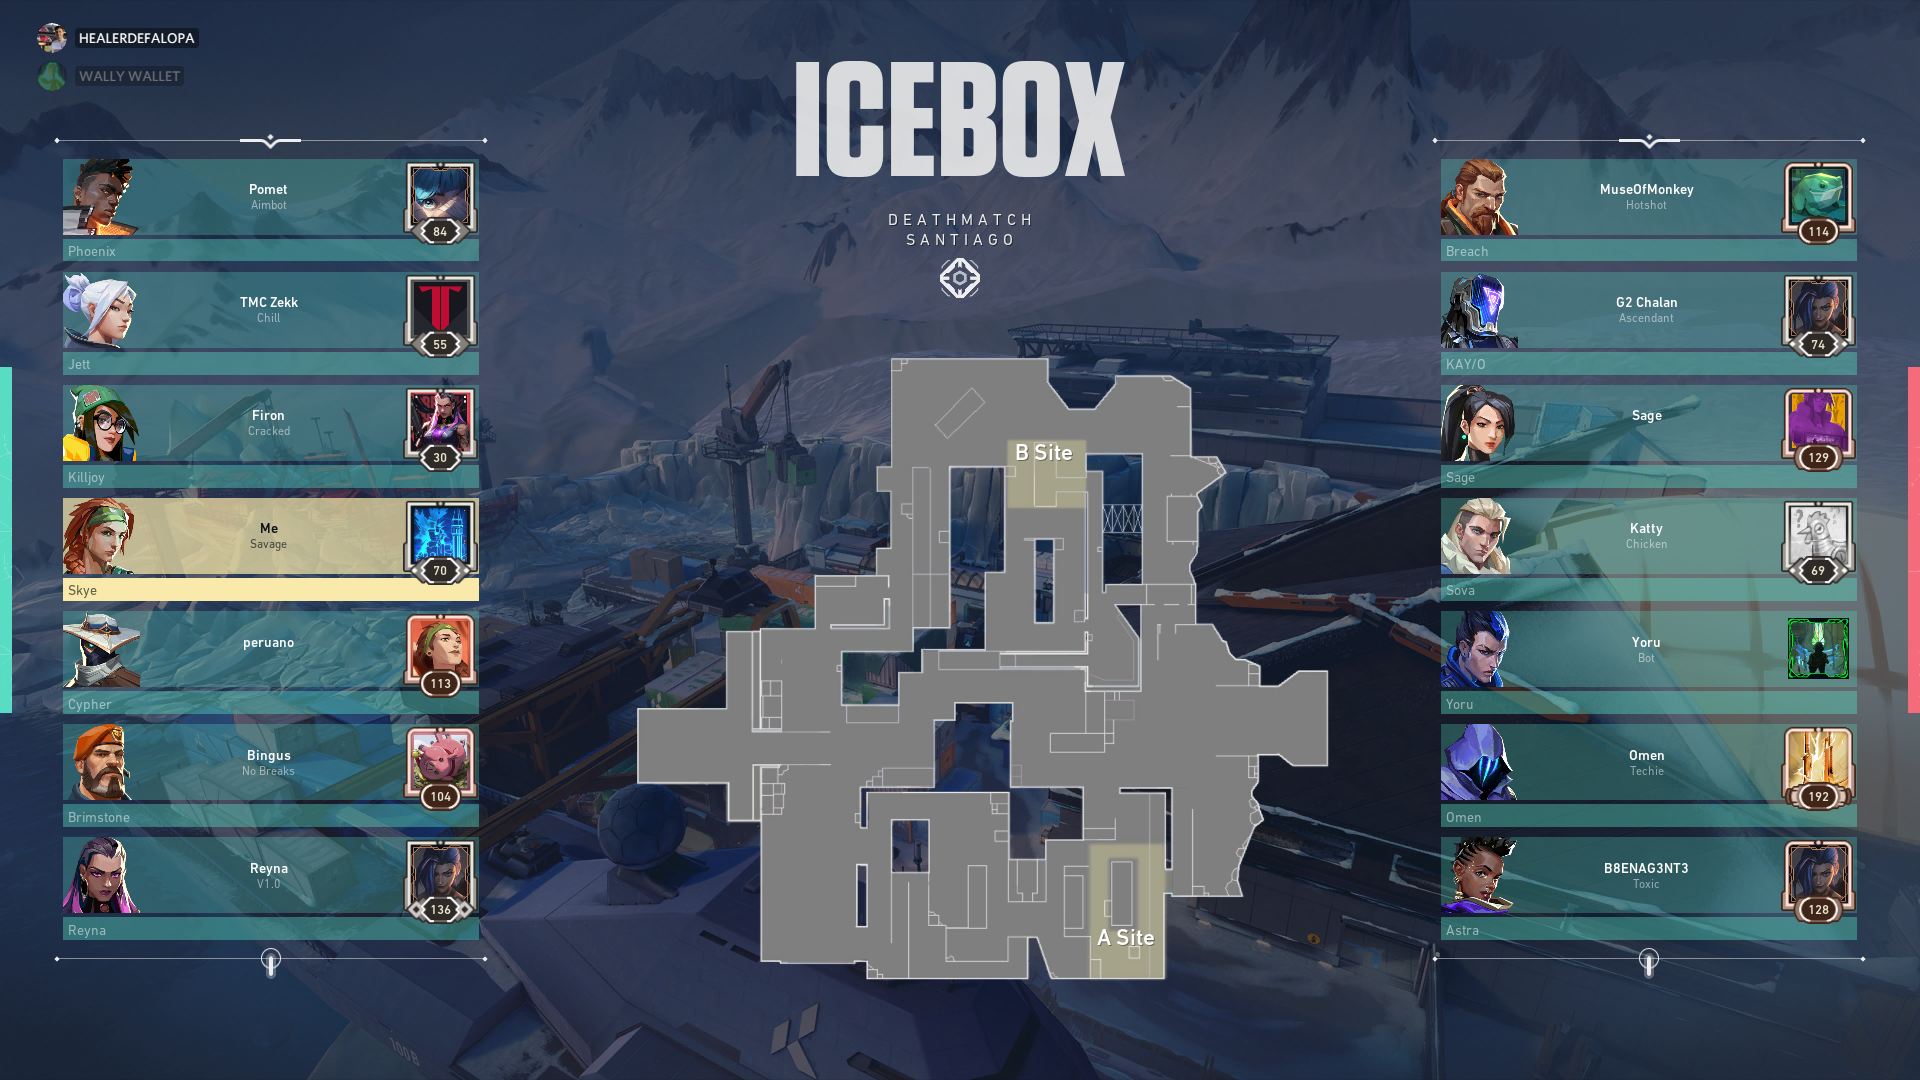 HEALERDEFALOPA
WALLY WALLET
ICEBOX
DEATHMATCH
SANTIAGO
Pomet
Aimbot
84
Phoenix
TMC Zekk
Chill
55
Jett
Firon
Cracked
30
Killjoy
Me
Savage
70
Skye
peruano
113
Cypher
Bingus
No Breaks
104
Brimstone
Reyna
V1.0
136
Reyna
B Site
A Site
MuseOfMonkey
Hotshot
114
Breach
G2 Chalan
Ascendant
74
KAY/O
Sage
129
Sage
Katty
Chicken
69
Sova
Yoru
Bot
Yoru
Omen
Techie
192
Omen
B8ENAG3NT3
Toxic
128
Astra